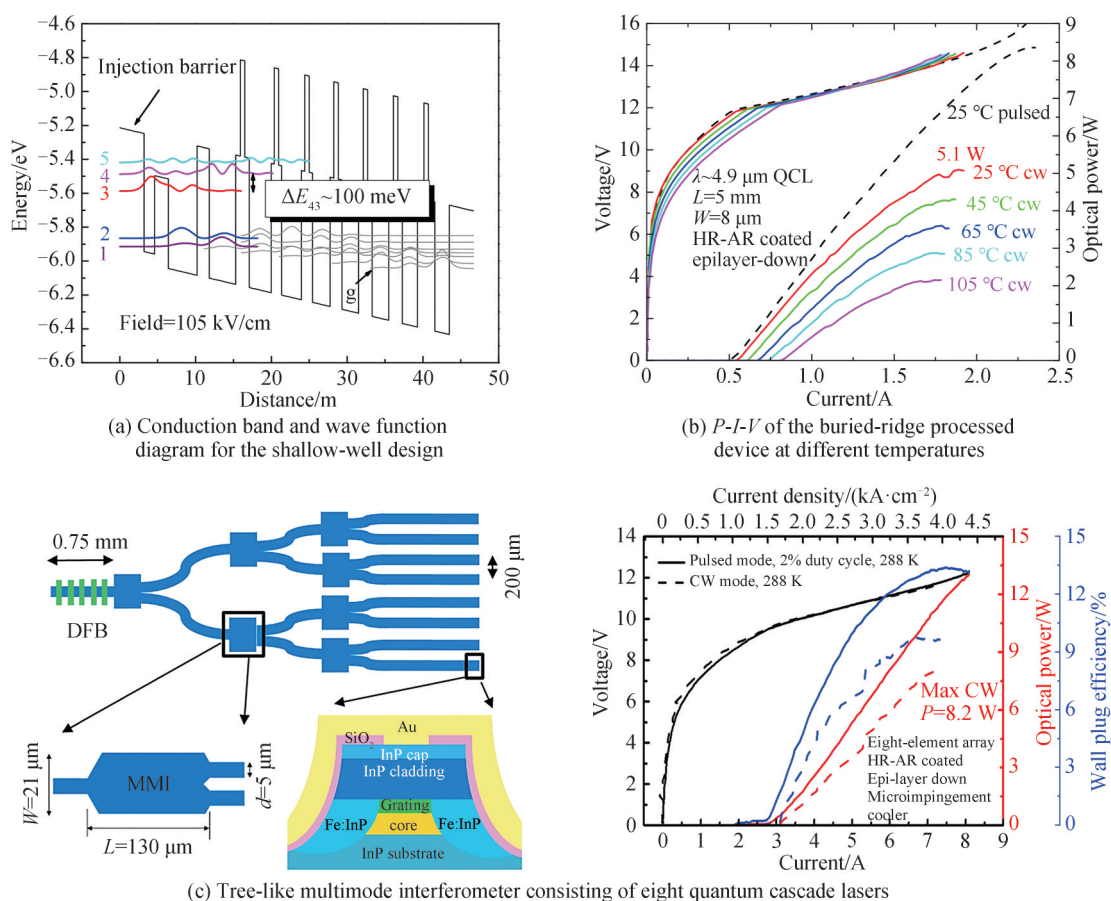 −4.6
−4.8
−5.0
−5.2
−5.4
−5.6
−5.8
−6.0
−6.2
−6.4
−6.6
Energy/eV
Injection barrier
5
4
3
2
1
ΔE43~100 meV
g
Field=105 kV/cm
0
10
20
30
40
50
Distance/m
(a) Conduction band and wave function
diagram for the shallow-well design
16
14
12
10
8
6
4
2
0
Voltage/V
9
8
7
6
5
4
3
2
1
0
Optical power/W
25 °C pulsed
5.1 W
25 °C cw
45 °C cw
65 °C cw
85 °C cw
105 °C cw
λ~4.9 μm QCL
L=5 mm
W=8 μm
HR-AR coated
epilayer-down
0
0.5
1.0
1.5
2.0
2.5
Current/A
(b) P-I-V of the buried-ridge processed
device at different temperatures
0.75 mm
DFB
200 μm
W=21 μm
MMI
d=5 μm
L=130 μm
Au
SiO2
InP cap
InP cladding
Grating
Fe:InP
core
Fe:InP
InP substrate
Current density/(kA·cm−2)
0 0.4 0.9 1.3 1.8 2.2 2.7 3.1 3.6 4.0 4.4
Pulsed mode, 2% duty cycle, 288 K
CW mode, 288 K
14
12
10
8
6
4
2
0
Voltage/V
Max CW
P=8.2 W
Eight-element array
HR-AR coated
Epi-layer down
Microimpingement
cooler
15
12
9
6
3
0
Optical power/W
15
12
9
6
3
0
Wall plug efficiency/%
0 1 2 3 4 5 6 7 8 9
Current/A
(c) Tree-like multimode interferometer consisting of eight quantum cascade lasers